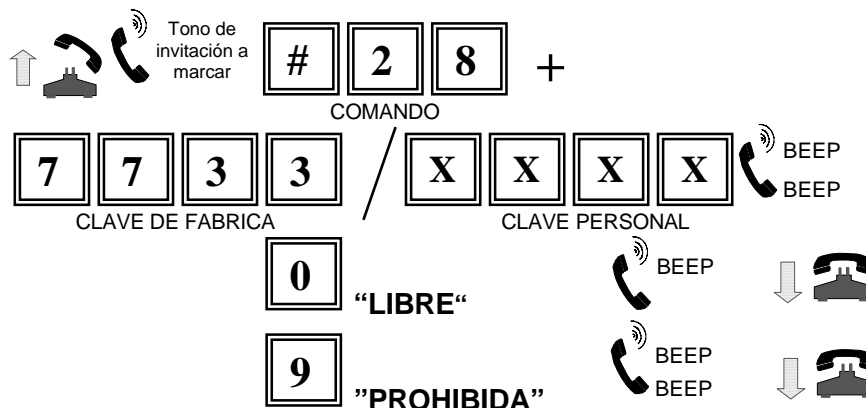 Tono de
invitación a
marcar
# 2 8 +
COMANDO
7 7 3 3 / X X X X BEEP
BEEP
CLAVE DE FABRICA CLAVE PERSONAL
0 “LIBRE“ BEEP
9 ”PROHIBIDA” BEEP
BEEP